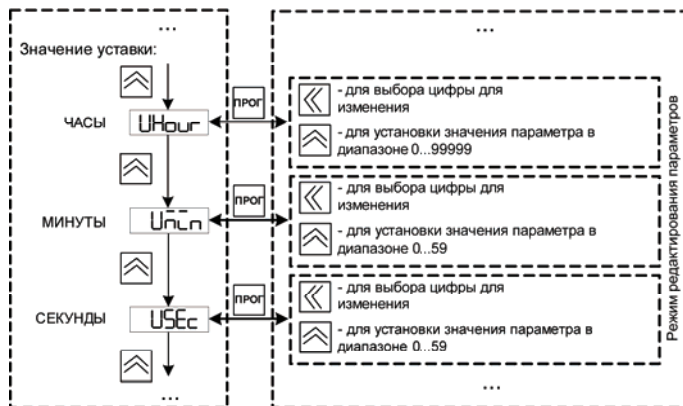 ...
...
Значение уставки:
ПРОГ
- для выбора цифры для
изменения
ЧАСЫ
UHour
- для установки значения параметра в
диапазоне 0...99999
ПРОГ
- для выбора цифры для
изменения
МИНУТЫ
Umin
- для установки значения параметра в
диапазоне 0...59
ПРОГ
- для выбора цифры для
изменения
СЕКУНДЫ
USEc
- для установки значения параметра в
диапазоне 0...59
Режим редактирования параметров
...
...